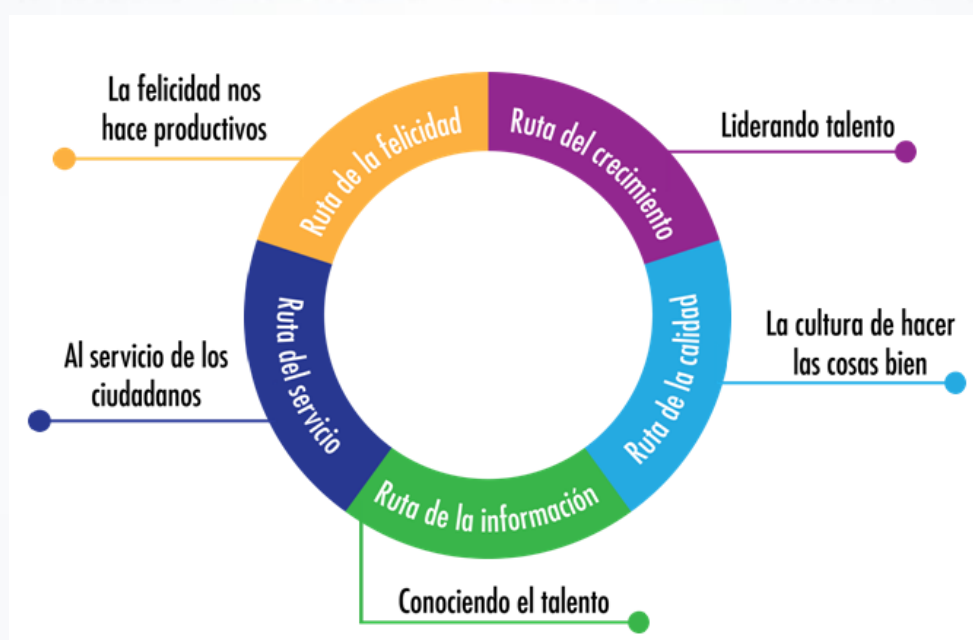 La felicidad nos
hace productivos
Ruta de la felicidad
Ruta del crecimiento
Liderando talento
Al servicio de los
ciudadanos
Ruta del servicio
Ruta de la calidad
La cultura de hacer
las cosas bien
Ruta de la información
Conociendo el talento